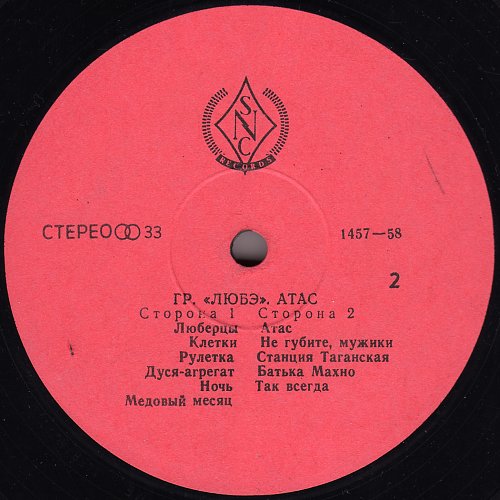 SNC
RECORDS
СТЕРЕО 33
1457—58
2
ГР. «ЛЮБЭ». АТАС
Сторона 1 Сторона 2
Люберцы Атас
Клетки Не губите, мужики
Рулетка Станция Таганская
Дуся-агрегат Батька Махно
Ночь Так всегда
Медовый месяц